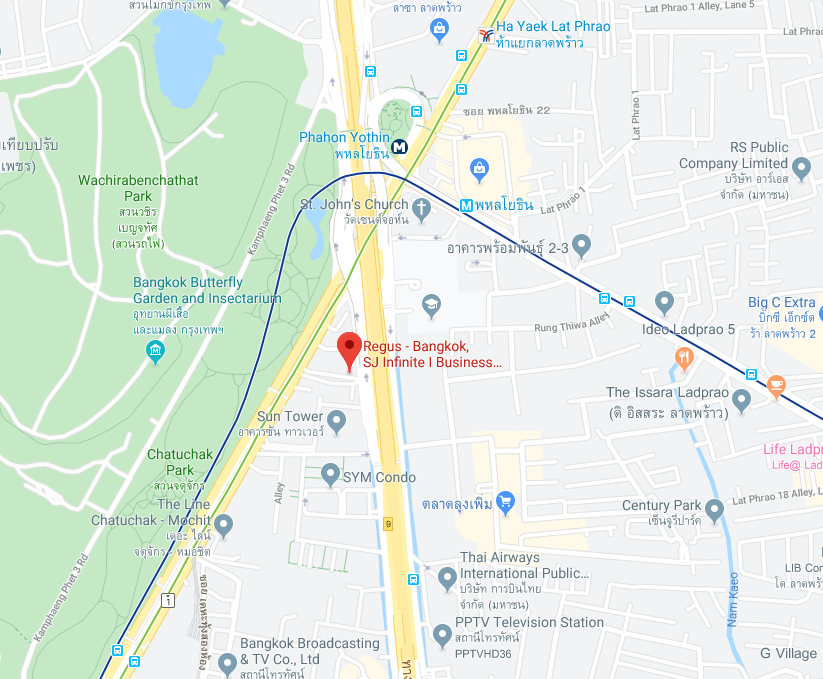 สวนโมกข์กรุงเทพ
ลาซา ลาดพร้าว
Ha Yaek Lat Phrao
ห้าแยกลาดพร้าว
Lat Phrao 1 Alley, Lane 5
Lat Phrao 1
ซอย พหลโยธิน 22
Phahon Yothin
พหลโยธิน
RS Public
Company Limited
บริษัท อาร์เอส
จำกัด (มหาชน)
Wachirabenchathat
Park
สวนวชิร
เบญจทัศ
(สวนรถไฟ)
Kamphaeng Phet 3 Rd
St. John's Church
วัดเซนต์จอห์น
พหลโยธิน
Lat Phrao 1
อาคารพร้อมพันธุ์ 2-3
Bangkok Butterfly
Garden and Insectarium
อุทยานผีเสื้อ
และแมลง กรุงเทพฯ
Rung Thiwa Alley
Ideo Ladprao 5
Big C Extra
บิ๊กซี เอ็กซ์ตร้
ร้า ลาดพร้าว 2
Regus - Bangkok,
SJ Infinite I Business...
The Issara Ladprao
(ดิ อิสสระ ลาดพร้าว)
Sun Tower
อาคารซัน ทาวเวอร์
Chatuchak
Park
สวนจตุจักร
Life Ladpr
Life@ Lad
SYM Condo
Alley
The Line
Chatuchak - Mochit
เดอะ ไลน์
จตุจักร - หมอชิต
ตลาดลุงเพิ่ม
Century Park
เซ็นจูรี่ปาร์ค
Lat Phrao 18 Alley, L
9
Thai Airways
International Public...
บริษัท การบินไทย
จำกัด (มหาชน)
LIB Con
Nam Kaeo
Kamphaeng Phet 3 Rd
PPTV Television Station
สถานีโทรทัศน์
PPTVHD36
G Village
Bangkok Broadcasting
& TV Co., Ltd
สถานีโทรทัศน์